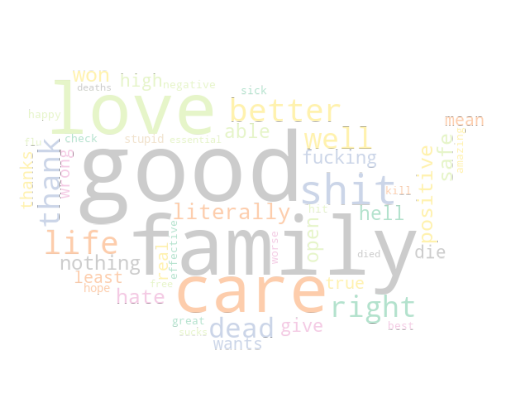 won
high
negative
deaths
sick
love
better
happy
able
mean
flu
check
stupid
essential
well
safe
amazing
thank
thanks
wrong
good
fucking
positive
shit
kill
literally
hit
hell
family
life
real
effective
worse
open
nothing
died
die
least
hope
hate
free
care
true
right
great
sucks
dead
give
best
wants